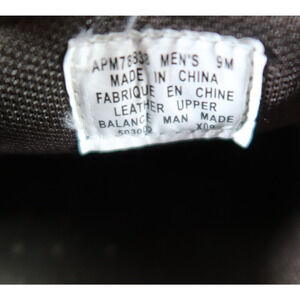 MEN'S 9M
MADE IN CHINA
FABRIQUE EN CHINE
LEATHER UPPER
BALANCE MAN MADE